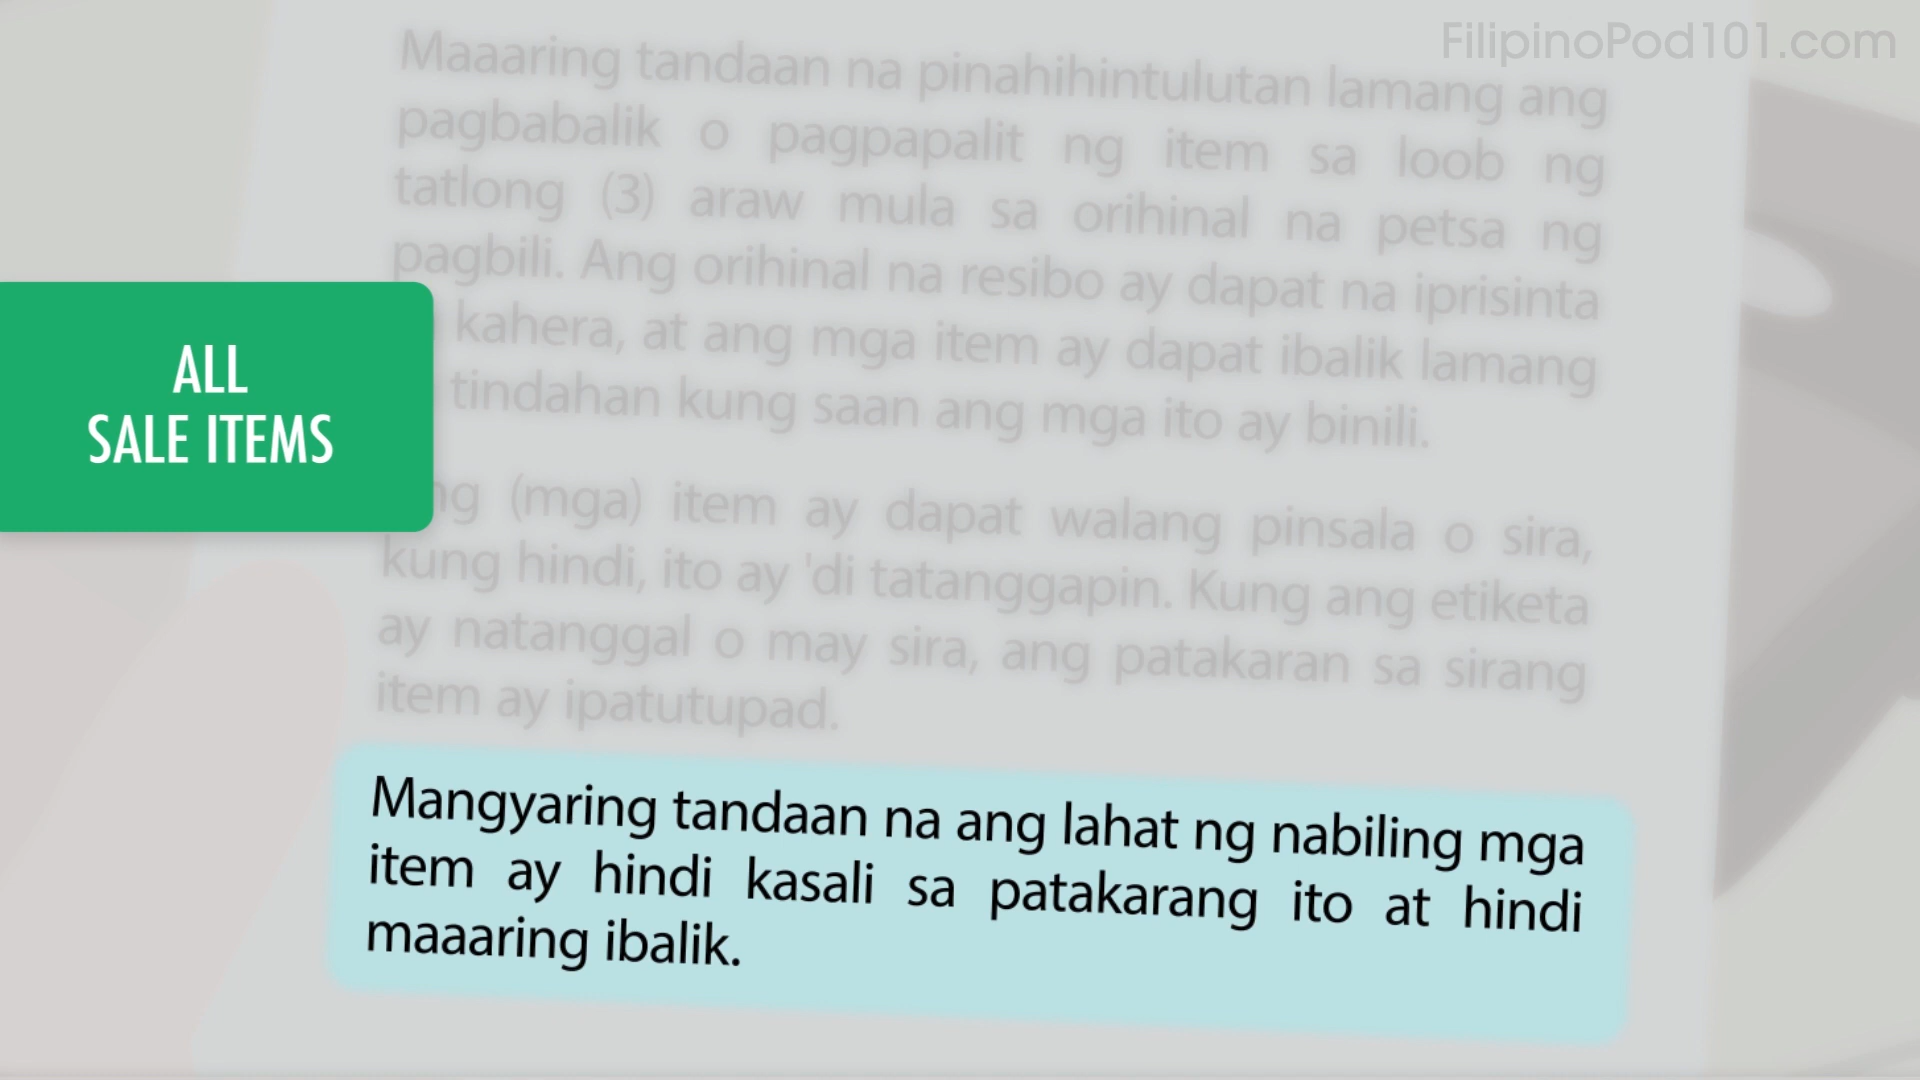 FilipinoPod101.com
Maaaring tandaan na pinahihintulutan lamang ang
pagbabalik o pagpapalit ng item sa loob ng
tatlong (3) araw mula sa orihinal na petsa ng
pagbili. Ang orihinal na resibo ay dapat na iprisinta
kahera, at ang mga item ay dapat ibalik lamang
tindahan kung saan ang mga ito ay binili.
ALL
SALE ITEMS
(mga) item ay dapat walang pinsala o sira,
kung hindi, ito ay 'di tatanggapin. Kung ang etiketa
ay natanggal o may sira, ang patakaran sa sirang
item ay ipatutupad.
Mangyaring tandaan na ang lahat ng nabiling mga
item ay hindi kasali sa patakarang ito at hindi
maaaring ibalik.